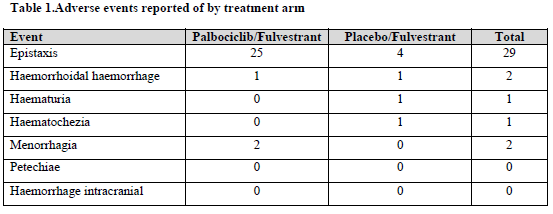 Table 1.Adverse events reported of by treatment arm
Event Palbociclib/Fulvestrant Placebo/Fulvestrant Total
Epistaxis 25 4 29
Haemorrhoidal haemorrhage 1 1 2
Haematuria 0 1 1
Haematochezia 0 1 1
Menorrhagia 2 0 2
Petechiae 0 0 0
Haemorrhage intracranial 0 0 0